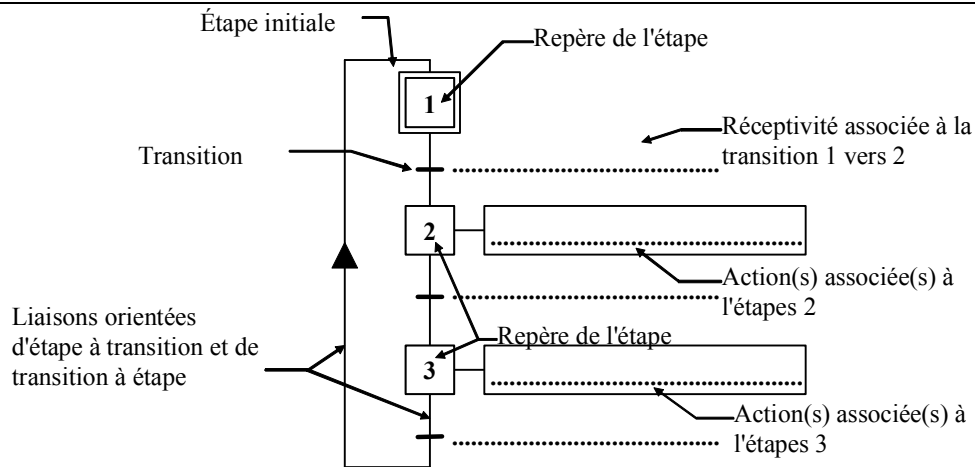 Étape initiale
Repère de l'étape
1
Réceptivité associée à la
transition 1 vers 2
Transition
2
Action(s) associée(s) à
l'étapes 2
Liaisons orientées
d'étape à transition et de
transition à étape
Repère de l'étape
3
Action(s) associée(s) à
l'étapes 3